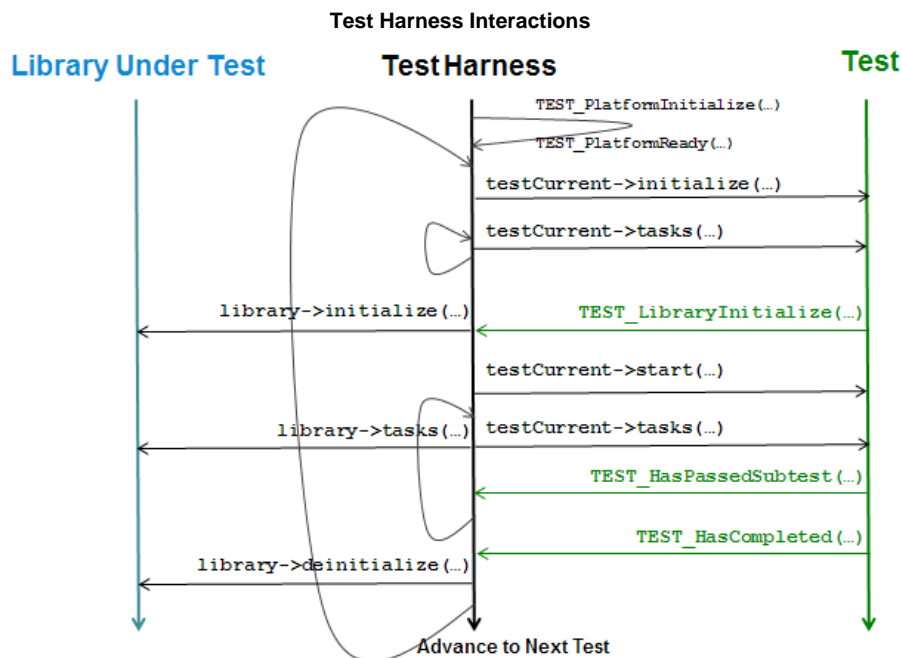 Test Harness Interactions
Library Under Test
Test Harness
Test
TEST_PlatformInitialize(…)
TEST_PlatformReady(…)
testCurrent->initialize(…)
testCurrent->tasks(…)
library->initialize(…)
TEST_LibraryInitialize(…)
testCurrent->start(…)
library->tasks(…)
testCurrent->tasks(…)
TEST_HasPassedSubtest(…)
TEST_HasCompleted(…)
library->deinitialize(…)
Advance to Next Test